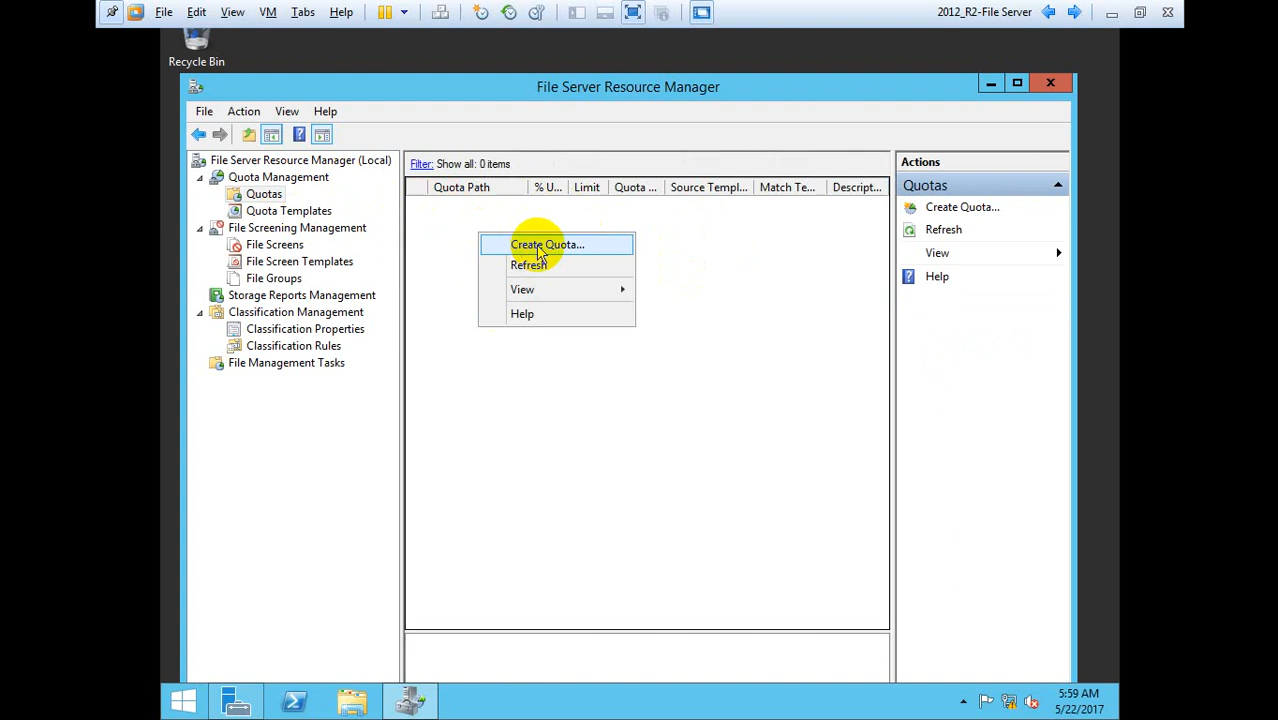 File Edit View VM Tabs Help 2012_R2-File Server
Recycle Bin
File Server Resource Manager
File Action View Help
File Server Resource Manager (Local)
Quota Management
Quotas
Quota Templates
File Screening Management
File Screens
File Screen Templates
File Groups
Storage Reports Management
Classification Management
Classification Properties
Classification Rules
File Management Tasks
Filter: Show all: 0 items
Quota Path % U... Limit Quota ... Source Templ... Match Te... Descript...
Create Quota...
Refresh
View
Help
Actions
Quotas
Create Quota...
Refresh
View
Help
5:59 AM
5/22/2017